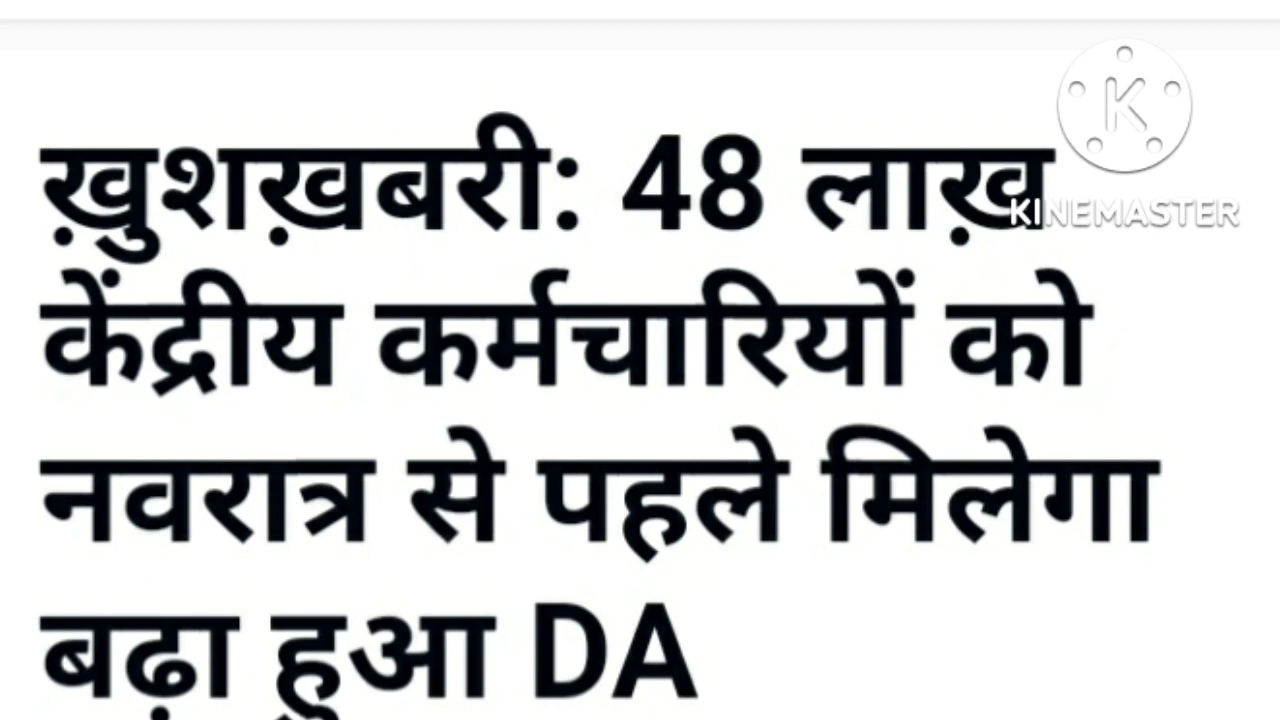 ख़ुशख़बरी: 48 लाख़
केंद्रीय कर्मचारियों को
नवरात्र से पहले मिलेगा
बढ़ा हुआ DA
K
KINEMASTER